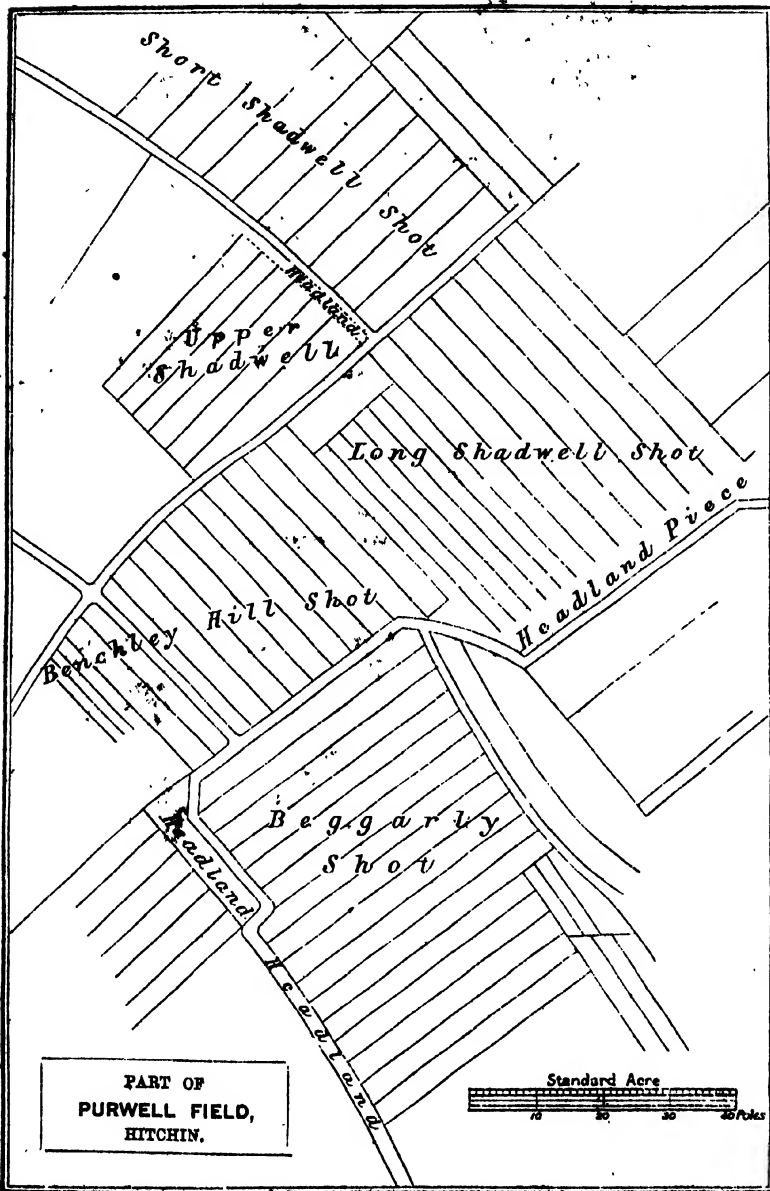 Short Shadwell Shot
Headland
Upper
Shadwell
Long Shadwell Shot
Headland Piece
Benchley Hill Shot
Beggarly
Shot
Headland
Headland
PART OF
PURWELL FIELD,
HITCHIN.
Standard Acre
10 20 30 40 Poles